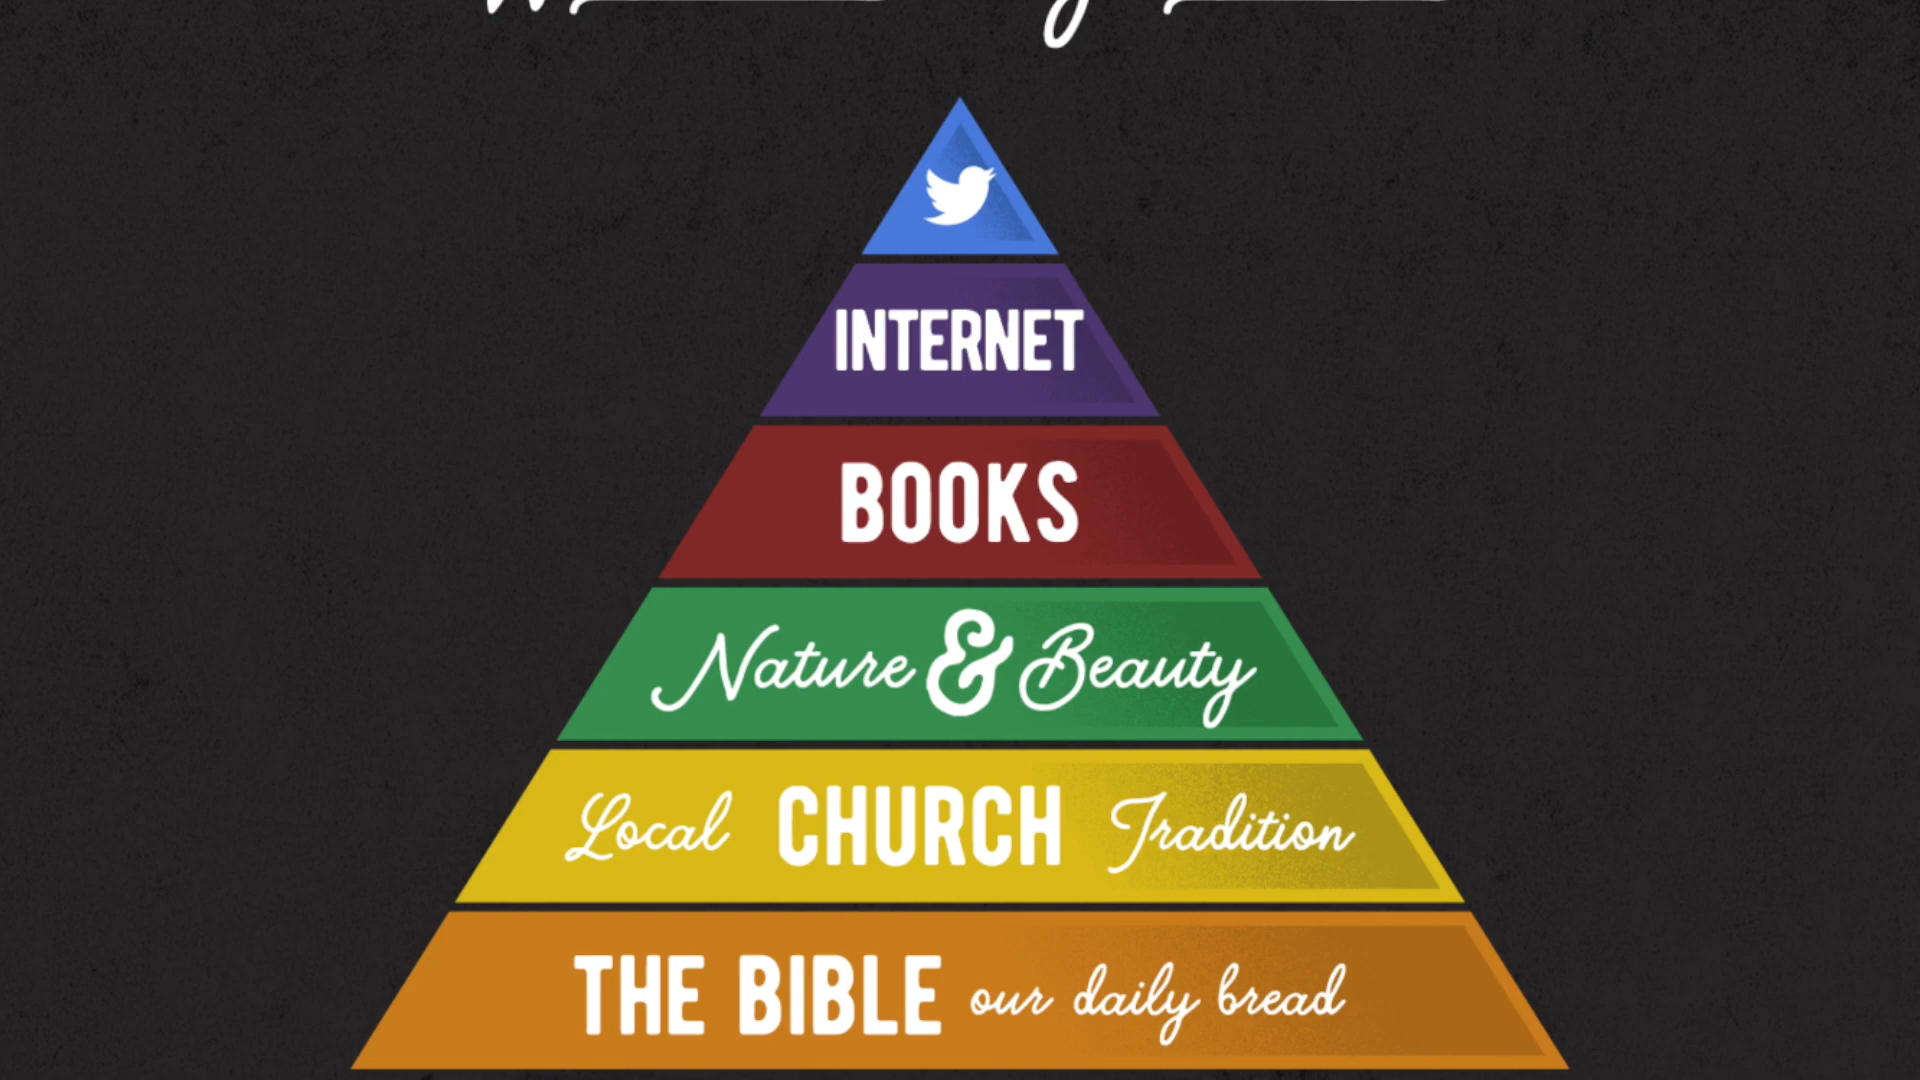 INTERNET
BOOKS
Nature & Beauty
Local CHURCH Tradition
THE BIBLE our daily bread